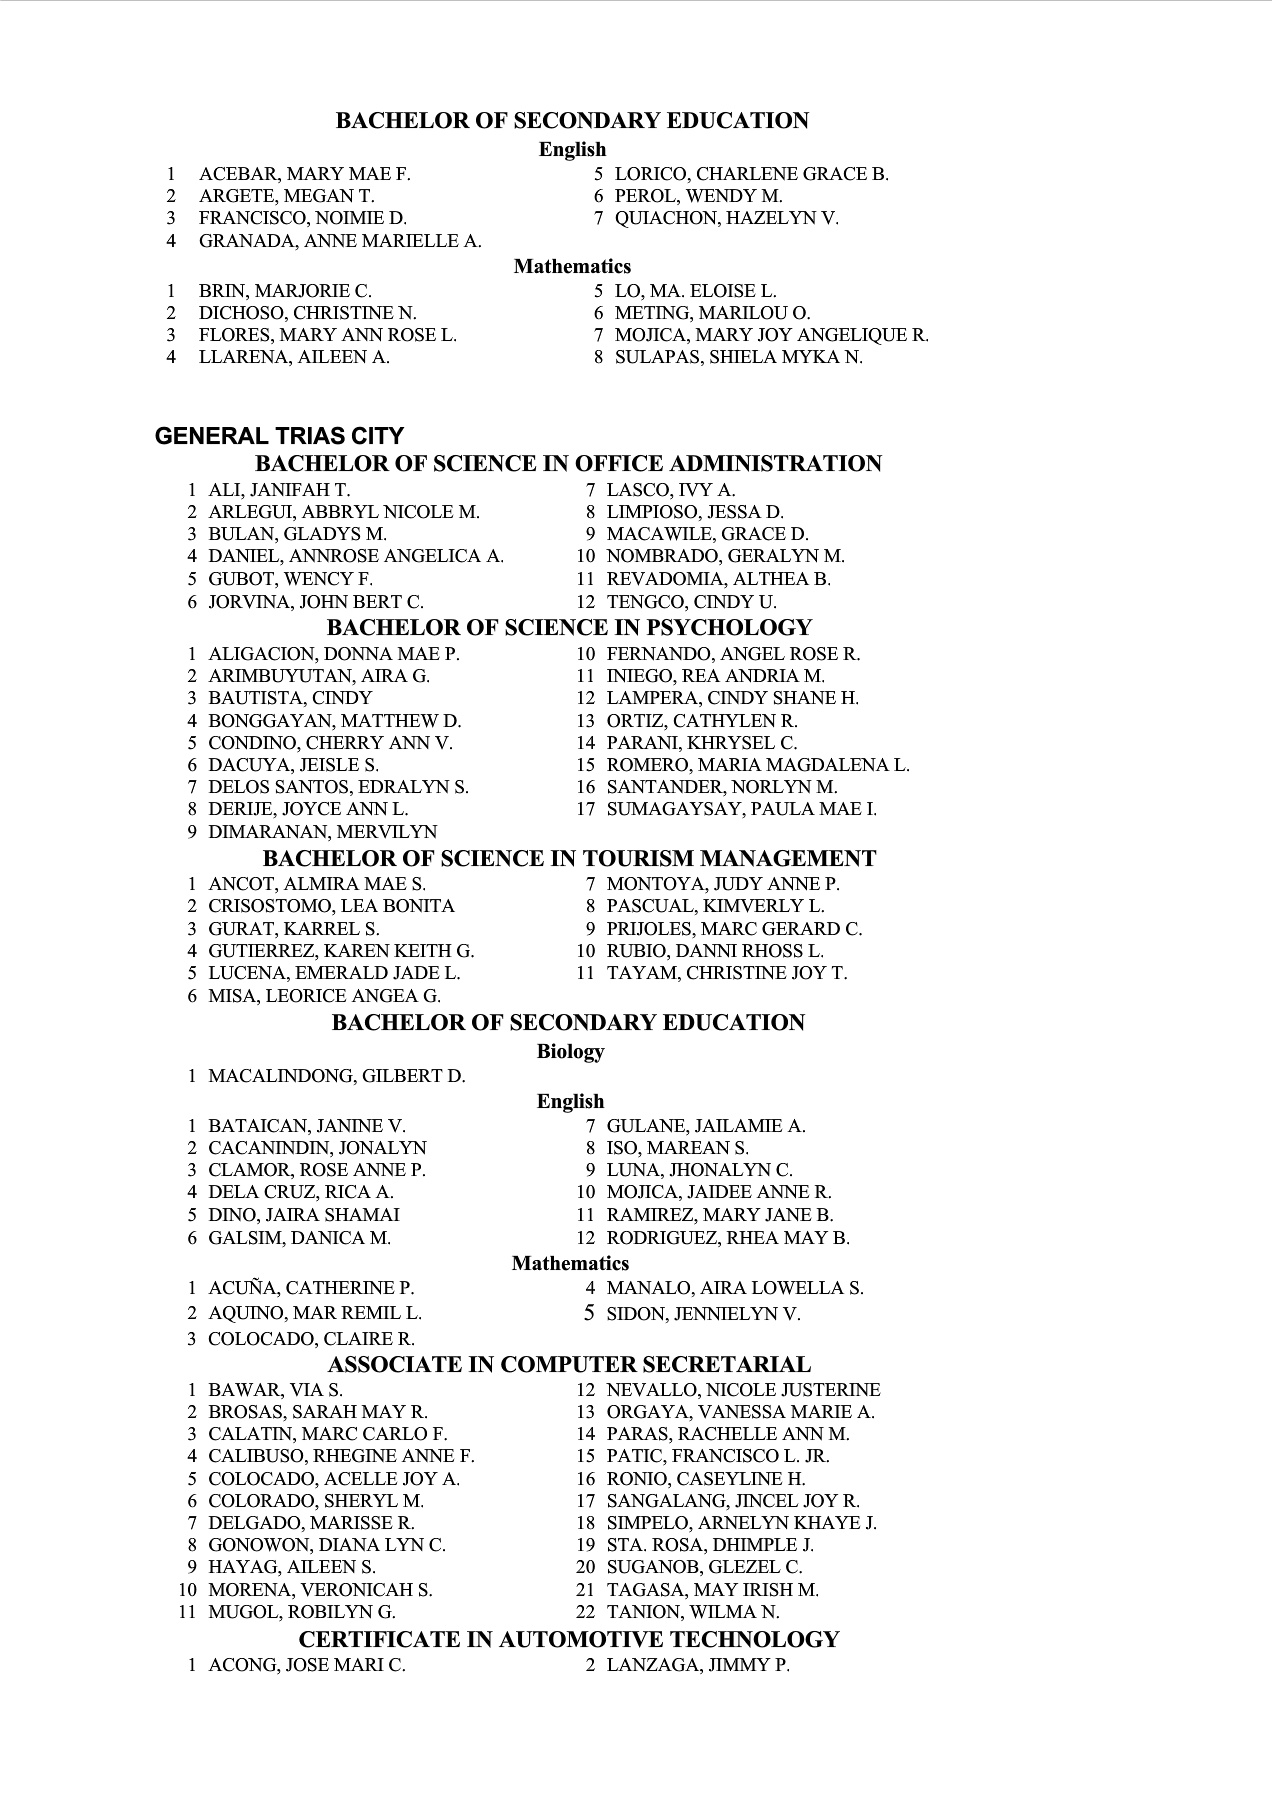 BACHELOR OF SECONDARY EDUCATION
English
1 ACEBAR, MARY MAE F.
2 ARGETE, MEGAN T.
3 FRANCISCO, NOIMIE D.
4 GRANADA, ANNE MARIELLE A.
5 LORICO, CHARLENE GRACE B.
6 PEROL, WENDY M.
7 QUIACHON, HAZELYN V.
Mathematics
1 BRIN, MARJORIE C.
2 DICHOSO, CHRISTINE N.
3 FLORES, MARY ANN ROSE L.
4 LLARENA, AILEEN A.
5 LO, MA. ELOISE L.
6 METING, MARILOU O.
7 MOJICA, MARY JOY ANGELIQUE R.
8 SULAPAS, SHIELA MYKA N.
GENERAL TRIAS CITY
BACHELOR OF SCIENCE IN OFFICE ADMINISTRATION
1 ALI, JANIFAH T.
2 ARLEGUI, ABBRYL NICOLE M.
3 BULAN, GLADYS M.
4 DANIEL, ANNROSE ANGELICA A.
5 GUBOT, WENCY F.
6 JORVINA, JOHN BERT C.
7 LASCO, IVY A.
8 LIMPIOSO, JESSA D.
9 MACAWILE, GRACE D.
10 NOMBRADO, GERALYN M.
11 REVADOMIA, ALTHEA B.
12 TENGCO, CINDY U.
BACHELOR OF SCIENCE IN PSYCHOLOGY
1 ALIGACION, DONNA MAE P.
2 ARIMBUYUTAN, AIRA G.
3 BAUTISTA, CINDY
4 BONGGAYAN, MATTHEW D.
5 CONDINO, CHERRY ANN V.
6 DACUYA, JEISLE S.
7 DELOS SANTOS, EDRALYN S.
8 DERIJE, JOYCE ANN L.
9 DIMARANAN, MERVILYN
10 FERNANDO, ANGEL ROSE R.
11 INIEGO, REA ANDRIA M.
12 LAMPERA, CINDY SHANE H.
13 ORTIZ, CATHYLEN R.
14 PARANI, KHRYSEL C.
15 ROMERO, MARIA MAGDALENA L.
16 SANTANDER, NORLYN M.
17 SUMAGAYSAY, PAULA MAE I.
BACHELOR OF SCIENCE IN TOURISM MANAGEMENT
1 ANCOT, ALMIRA MAE S.
2 CRISOSTOMO, LEA BONITA
3 GURAT, KARREL S.
4 GUTIERREZ, KAREN KEITH G.
5 LUCENA, EMERALD JADE L.
6 MISA, LEORICE ANGEA G.
7 MONTOYA, JUDY ANNE P.
8 PASCUAL, KIMVERLY L.
9 PRIJOLES, MARC GERARD C.
10 RUBIO, DANNI RHOSS L.
11 TAYAM, CHRISTINE JOY T.
BACHELOR OF SECONDARY EDUCATION
Biology
1 MACALINDONG, GILBERT D.
English
1 BATAICAN, JANINE V.
2 CACANINDIN, JONALYN
3 CLAMOR, ROSE ANNE P.
4 DELA CRUZ, RICA A.
5 DINO, JAIRA SHAMAI
6 GALSIM, DANICA M.
7 GULANE, JAILAMIE A.
8 ISO, MAREAN S.
9 LUNA, JHONALYN C.
10 MOJICA, JAIDEE ANNE R.
11 RAMIREZ, MARY JANE B.
12 RODRIGUEZ, RHEA MAY B.
Mathematics
1 ACUÑA, CATHERINE P.
2 AQUINO, MAR REMIL L.
3 COLOCADO, CLAIRE R.
4 MANALO, AIRA LOWELLA S.
5 SIDON, JENNIELYN V.
ASSOCIATE IN COMPUTER SECRETARIAL
1 BAWAR, VIA S.
2 BROSAS, SARAH MAY R.
3 CALATIN, MARC CARLO F.
4 CALIBUSO, RHEGINE ANNE F.
5 COLOCADO, ACELLE JOY A.
6 COLORADO, SHERYL M.
7 DELGADO, MARISSE R.
8 GONOWON, DIANA LYN C.
9 HAYAG, AILEEN S.
10 MORENA, VERONICAH S.
11 MUGOL, ROBILYN G.
12 NEVALLO, NICOLE JUSTERINE
13 ORGAYA, VANESSA MARIE A.
14 PARAS, RACHELLE ANN M.
15 PATIC, FRANCISCO L. JR.
16 RONIO, CASEYLINE H.
17 SANGALANG, JINCEL JOY R.
18 SIMPELO, ARNELYN KHAYE J.
19 STA. ROSA, DHIMPLE J.
20 SUGANOB, GLEZEL C.
21 TAGASA, MAY IRISH M.
22 TANION, WILMA N.
CERTIFICATE IN AUTOMOTIVE TECHNOLOGY
1 ACONG, JOSE MARI C.
2 LANZAGA, JIMMY P.